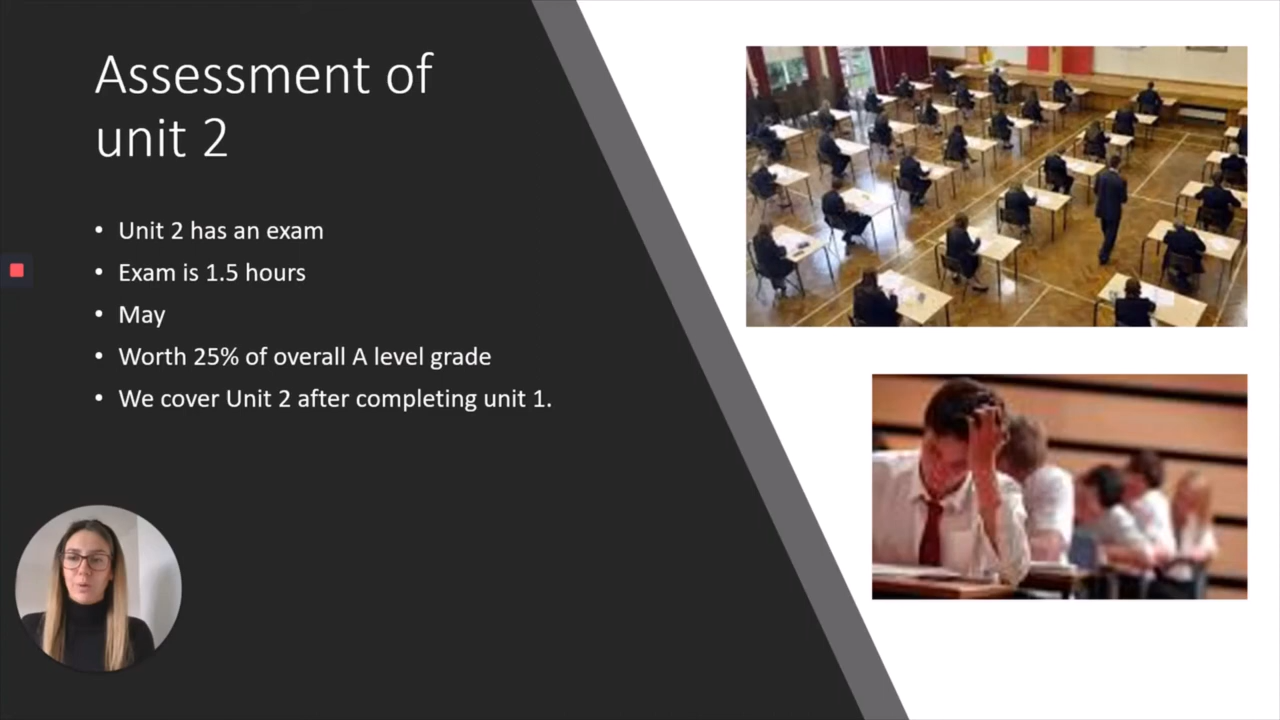 Assessment of
unit 2
• Unit 2 has an exam
• Exam is 1.5 hours
• May
• Worth 25% of overall A level grade
• We cover Unit 2 after completing unit 1.